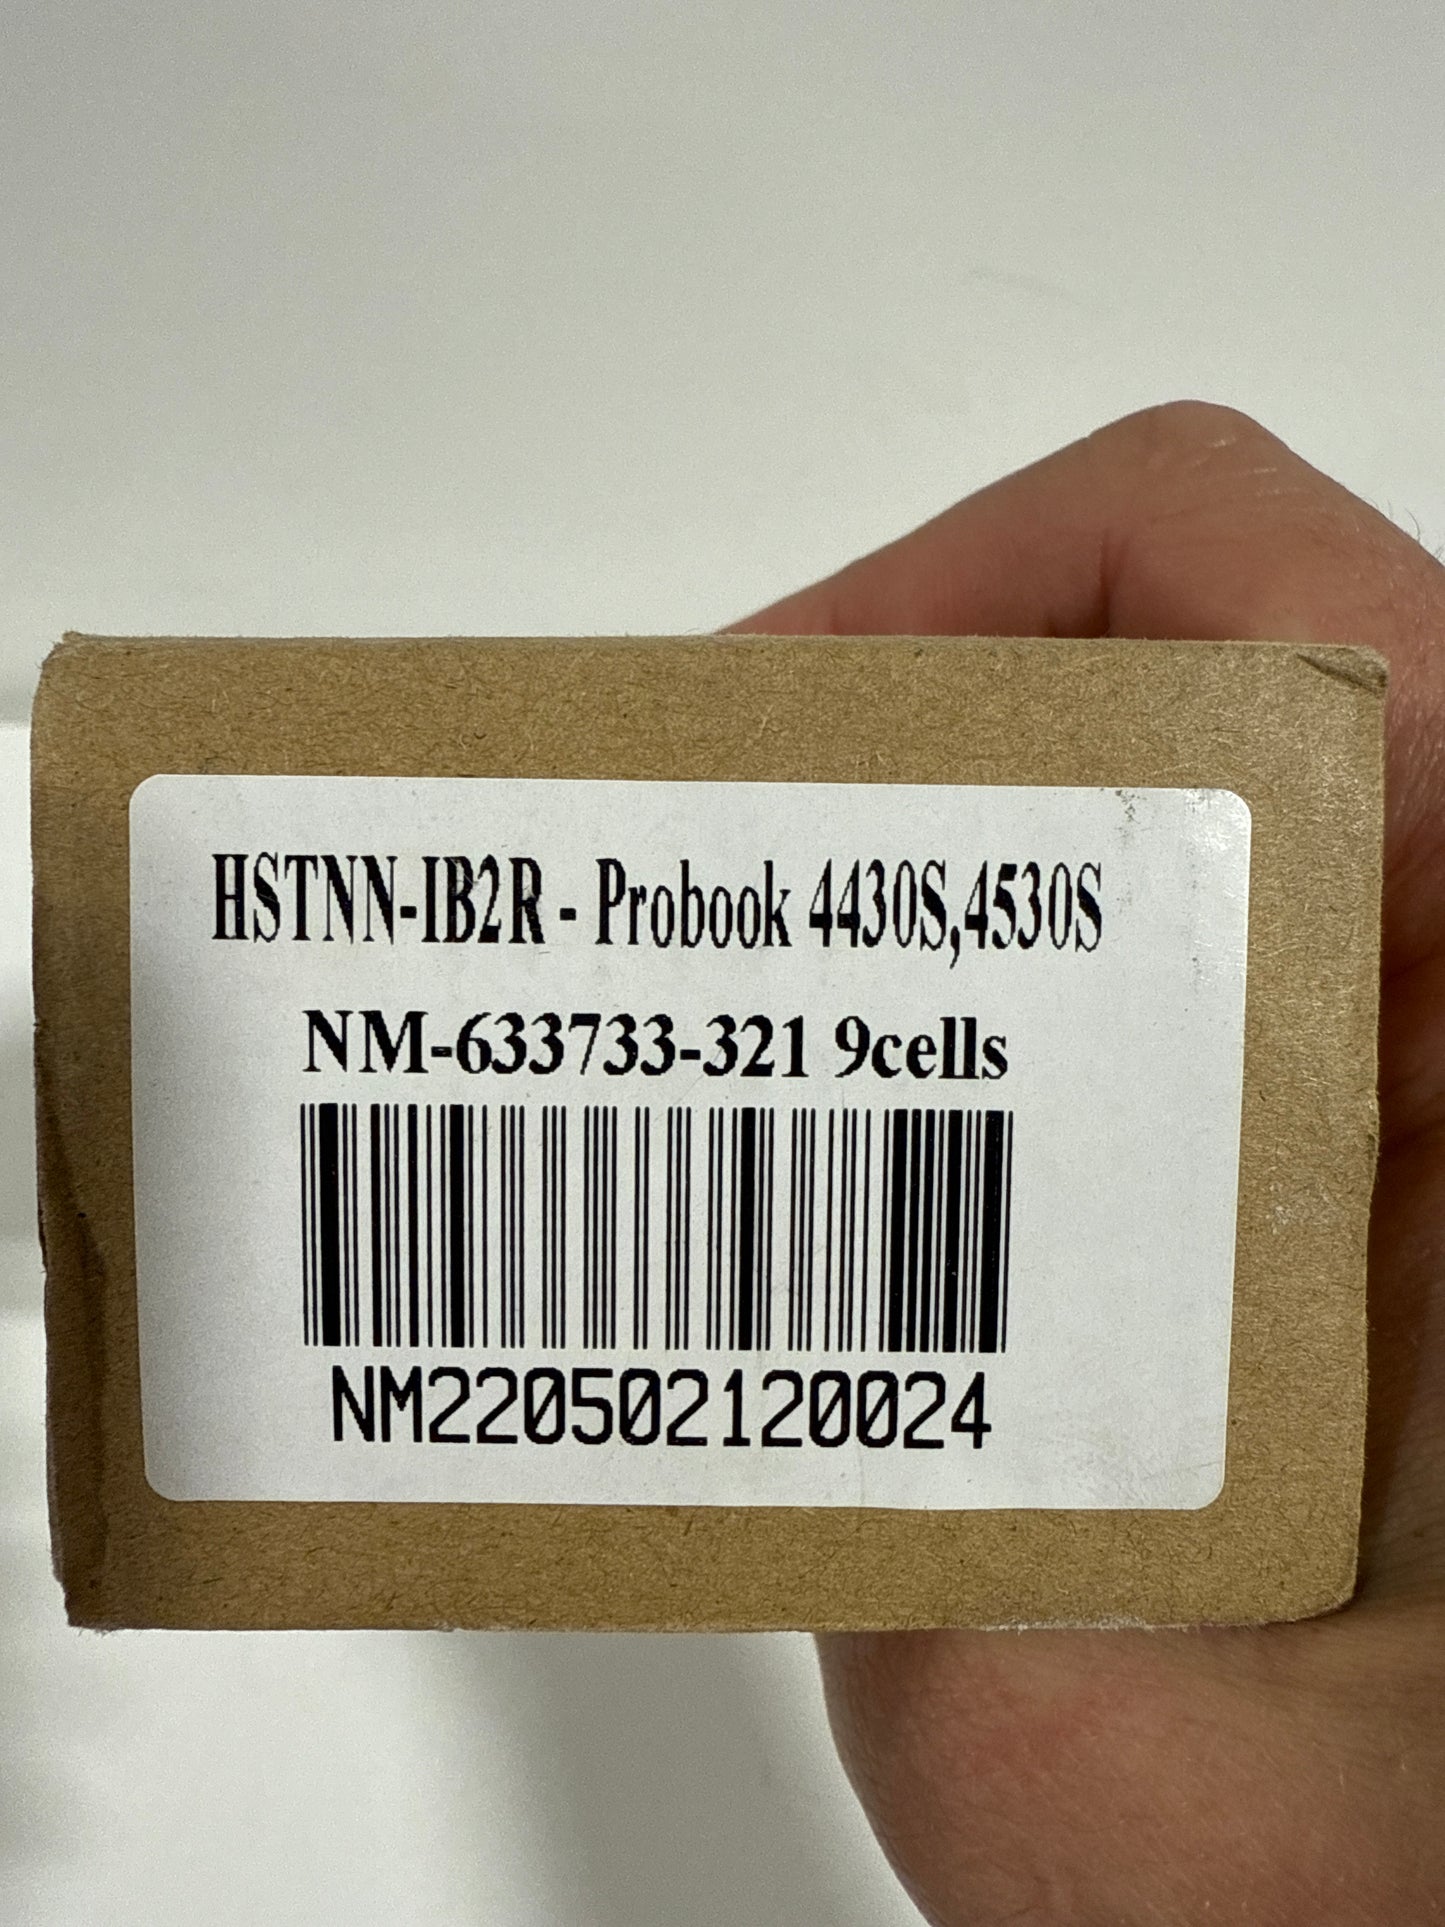 HSTNN-IB2R - Probook 4430S,4530S
NM-633733-321 9cells
NM220502120024